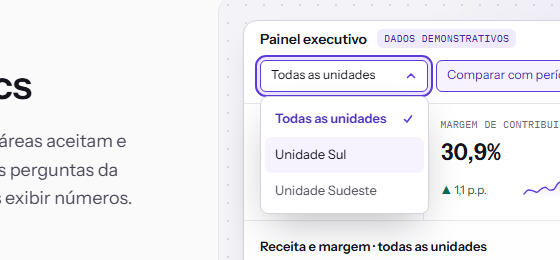 cs
áreas aceitam e
s perguntas da
exibir números.
Painel executivo
DADOS DEMONSTRATIVOS
Todas as unidades
Comparar com perí
Todas as unidades
Unidade Sul
Unidade Sudeste
MARGEM DE CONTRIBUI
30,9%
▲ 1,1 p.p.
Receita e margem · todas as unidades